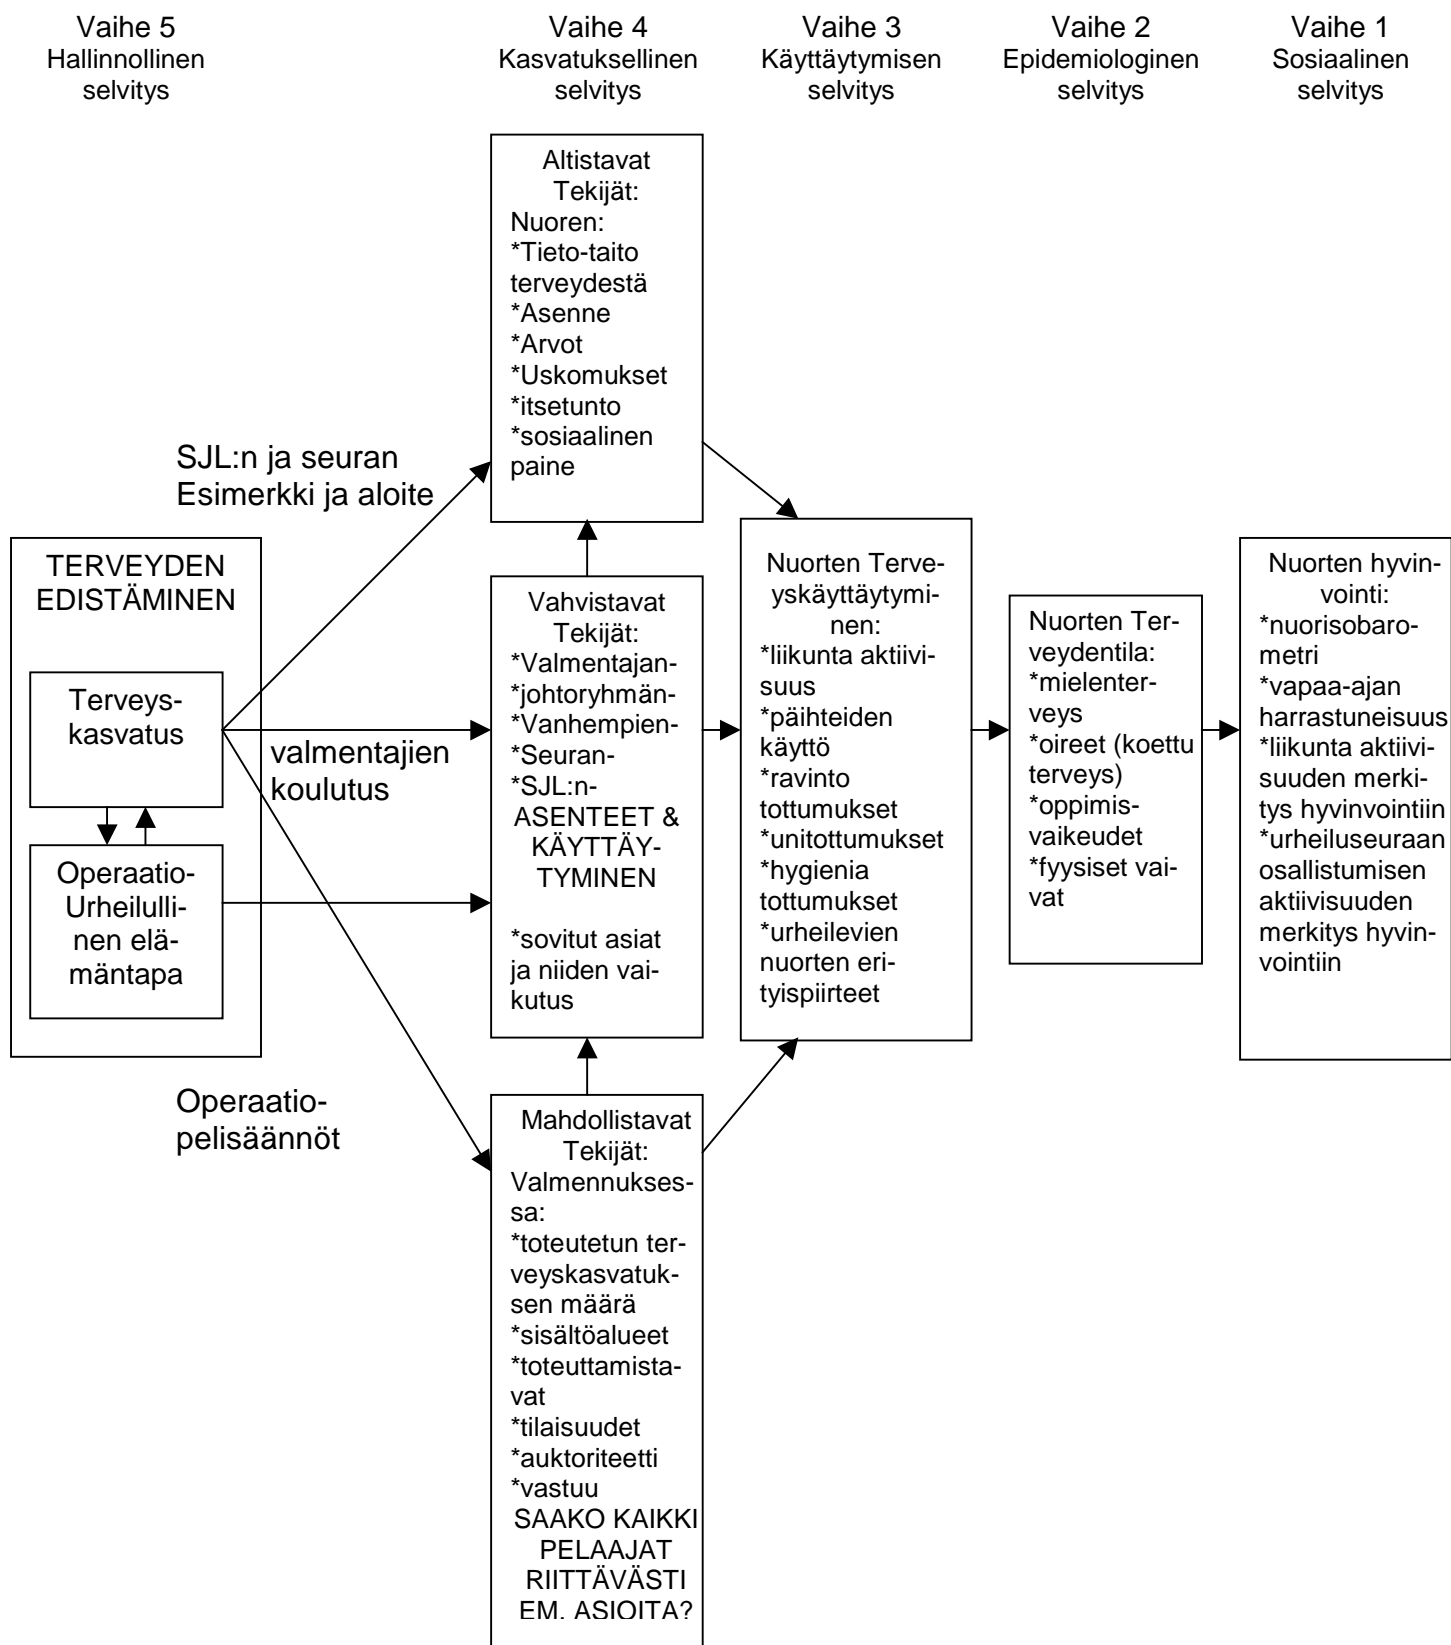 Vaihe 5
Hallinnollinen
selvitys
Vaihe 4
Kasvatuksellinen
selvitys
Vaihe 3
Käyttäytymisen
selvitys
Vaihe 2
Epidemiologinen
selvitys
Vaihe 1
Sosiaalinen
selvitys
TERVEYDEN
EDISTÄMINEN
Terveys-
kasvatus
Operaatio-
Urheilulli-
nen elä-
mäntapa
SJL:n ja seuran
Esimerkki ja aloite
valmentajien
koulutus
Operaatio-
pelisäännöt
Altistavat
Tekijät:
Nuoren:
*Tieto-taito
terveydestä
*Asenne
*Arvot
*Uskomukset
*itsetunto
*sosiaalinen
paine
Vahvistavat
Tekijät:
*Valmentajan-
*johtoryhmän-
*Vanhempien-
*Seuran-
*SJL:n-
ASENTEET &
KÄYTTÄY-
TYMINEN
*sovitut asiat
ja niiden vai-
kutus
Mahdollistavat
Tekijät:
Valmennukses-
sa:
*toteutetun ter-
veyskasvatuk-
sen määrä
*sisältöalueet
*toteuttamista-
vat
*tilaisuudet
*auktoriteetti
*vastuu
SAAKO KAIKKI
PELAAJAT
RIITTÄVÄSTI
EM. ASIOITA?
Nuorten Terve-
yskäyttäytymi-
nen:
*liikunta aktiivi-
suus
*päihteiden
käyttö
*ravinto
tottumukset
*unitottumukset
*hygienia
tottumukset
*urheilevien
nuorten eri-
tyispiirteet
Nuorten Ter-
veydentila:
*mielenter-
veys
*oireet (koettu
terveys)
*oppimis-
vaikeudet
*fyysiset vai-
vat
Nuorten hyvin-
vointi:
*nuorisobaro-
metri
*vapaa-ajan
harrastuneisuus
*liikunta aktiivi-
suuden merki-
tys hyvinvointiin
*urheiluseuraan
osallistumisen
aktiivisuuden
merkitys hyvin-
vointiin